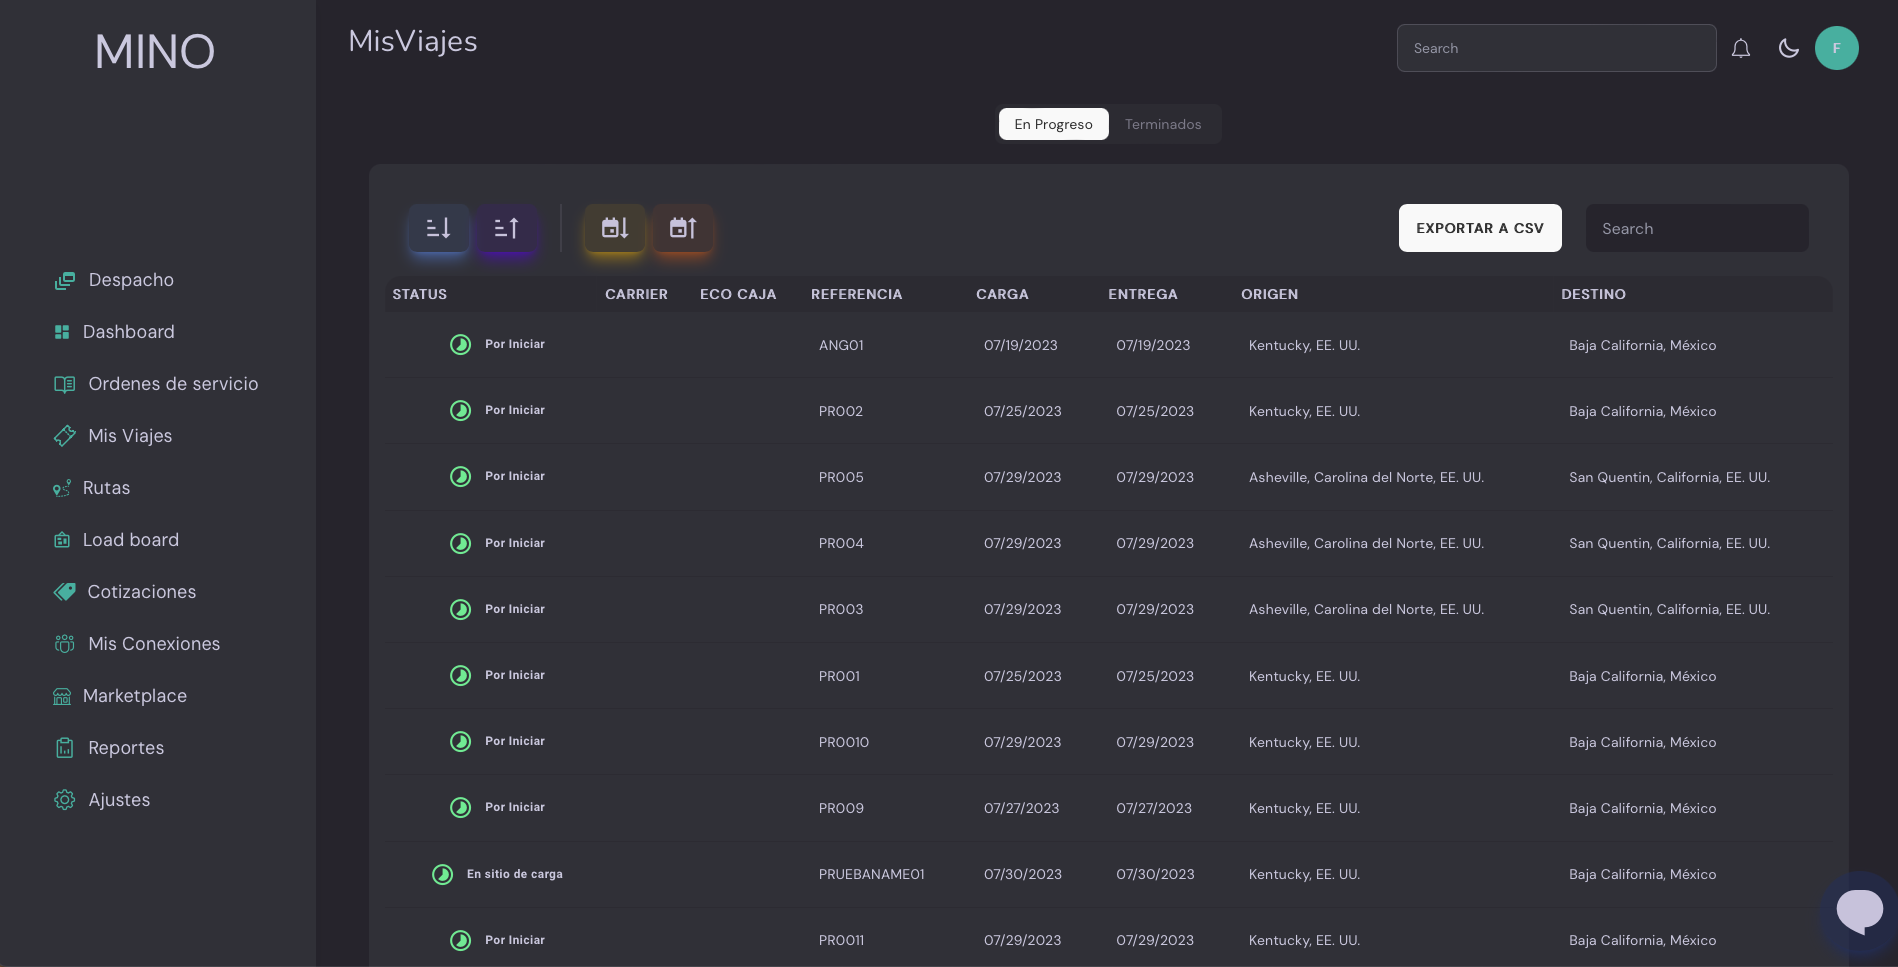 MINO
MisViajes
Search
F
En Progreso
Terminados
EXPORTAR A CSV
Search
Despacho
Dashboard
Ordenes de servicio
Mis Viajes
Rutas
Load board
Cotizaciones
Mis Conexiones
Marketplace
Reportes
Ajustes
STATUS CARRIER ECO CAJA REFERENCIA CARGA ENTREGA ORIGEN DESTINO
Por Iniciar ANG01 07/19/2023 07/19/2023 Kentucky, EE. UU. Baja California, México
Por Iniciar PR002 07/25/2023 07/25/2023 Kentucky, EE. UU. Baja California, México
Por Iniciar PR005 07/29/2023 07/29/2023 Asheville, Carolina del Norte, EE. UU. San Quentin, California, EE. UU.
Por Iniciar PR004 07/29/2023 07/29/2023 Asheville, Carolina del Norte, EE. UU. San Quentin, California, EE. UU.
Por Iniciar PR003 07/29/2023 07/29/2023 Asheville, Carolina del Norte, EE. UU. San Quentin, California, EE. UU.
Por Iniciar PR001 07/25/2023 07/25/2023 Kentucky, EE. UU. Baja California, México
Por Iniciar PR0010 07/29/2023 07/29/2023 Kentucky, EE. UU. Baja California, México
Por Iniciar PR009 07/27/2023 07/27/2023 Kentucky, EE. UU. Baja California, México
En sitio de carga PRUEBANAME01 07/30/2023 07/30/2023 Kentucky, EE. UU. Baja California, México
Por Iniciar PR0011 07/29/2023 07/29/2023 Kentucky, EE. UU. Baja California, México